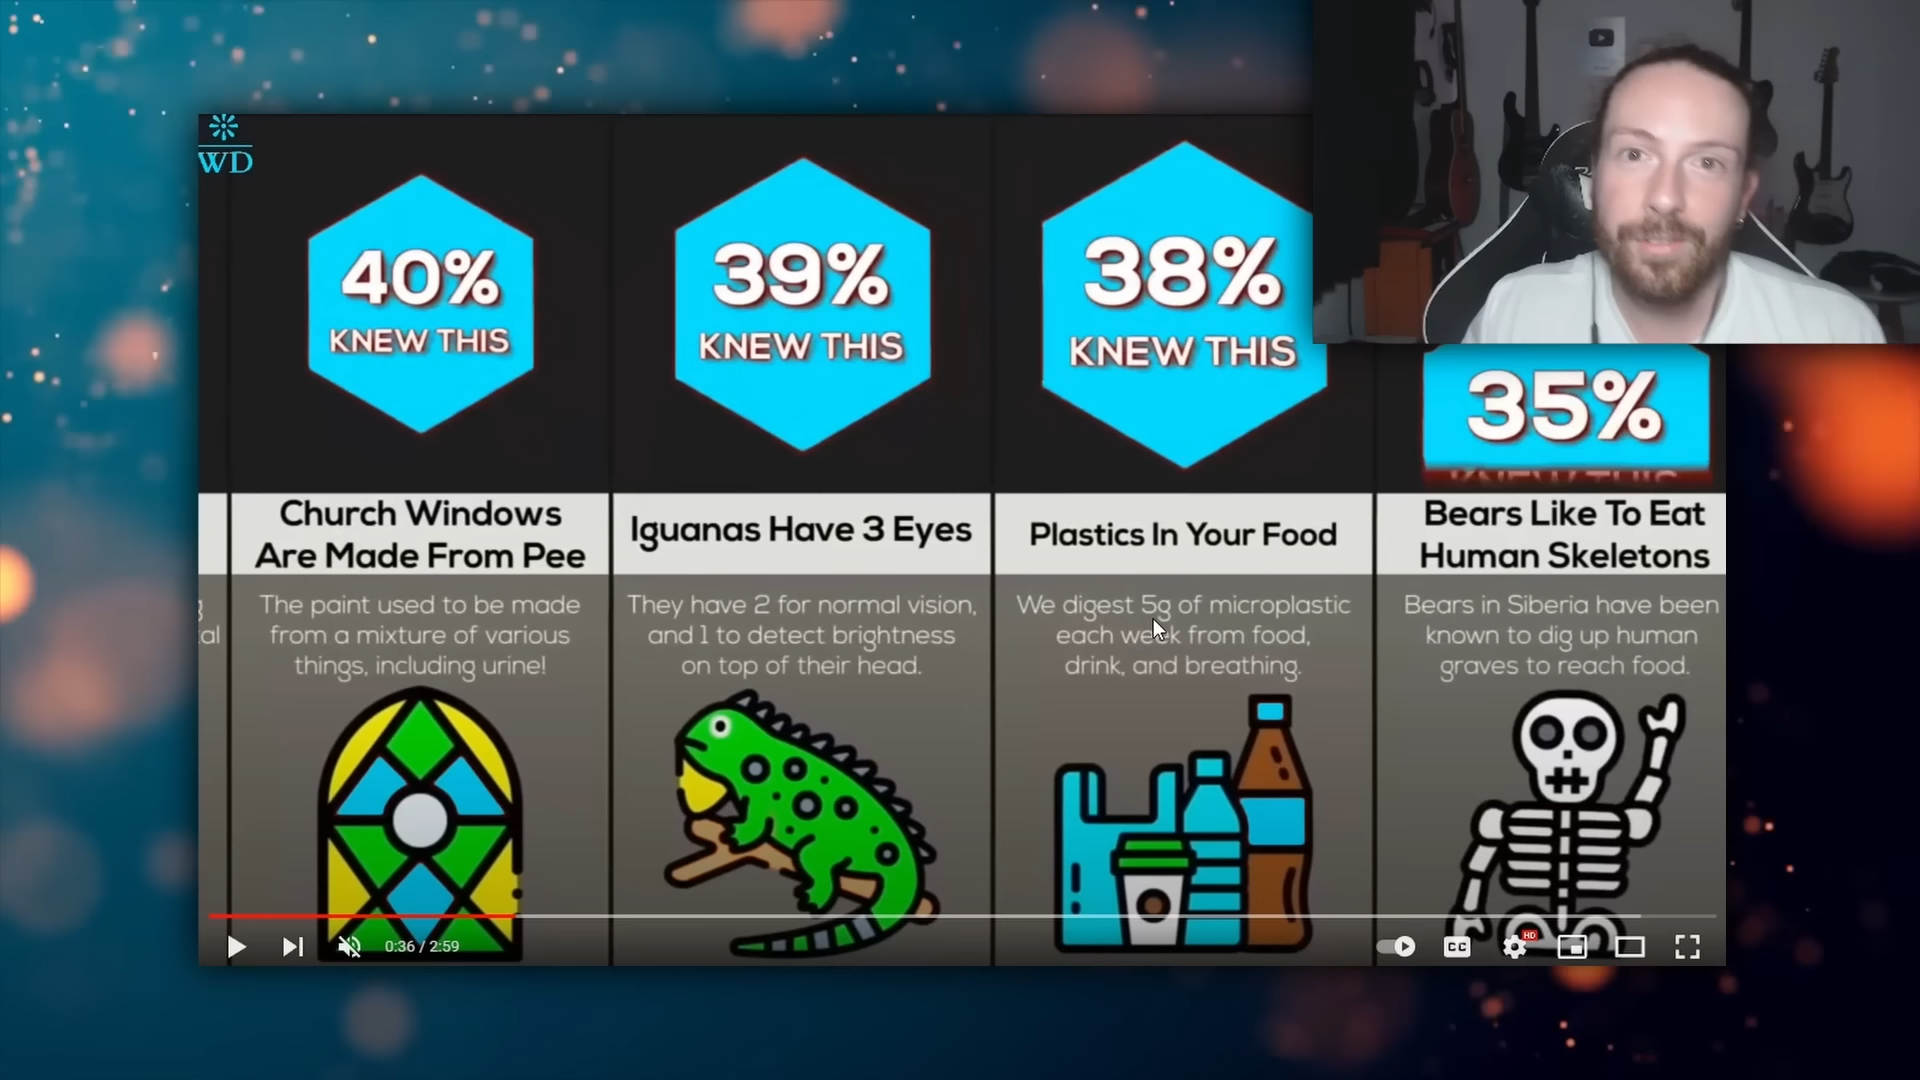 WD
40%
KNEW THIS
39%
KNEW THIS
38%
KNEW THIS
35%
KNEW THIS
Church Windows
Are Made From Pee
The paint used to be made
from a mixture of various
things, including urine!
Iguanas Have 3 Eyes
They have 2 for normal vision,
and 1 to detect brightness
on top of their head.
Plastics In Your Food
We digest 5g of microplastic
each week from food,
drink, and breathing.
Bears Like To Eat
Human Skeletons
Bears in Siberia have been
known to dig up human
graves to reach food.
0:36 / 2:59
CC
HD